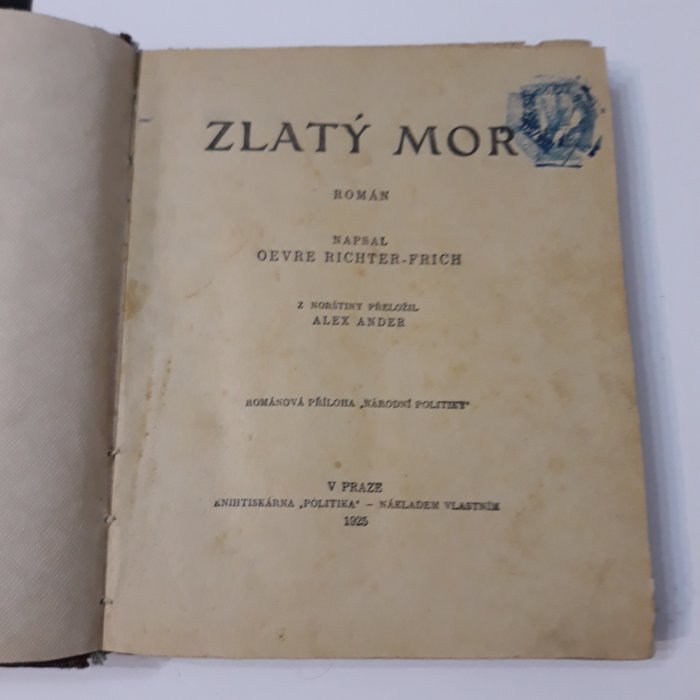 ZLATÝ MOR
ROMÁN
NAPSAL
OEVRE RICHTER-FRICH
Z NORŠTINY PŘELOŽIL
ALEX ANDER
ROMÁNOVÁ PŘÍLOHA „NÁRODNÍ POLITIKY“
V PRAZE
KNIHTISKÁRNA „POLITIKA“ – NÁKLADEM VLASTNÍM
1925